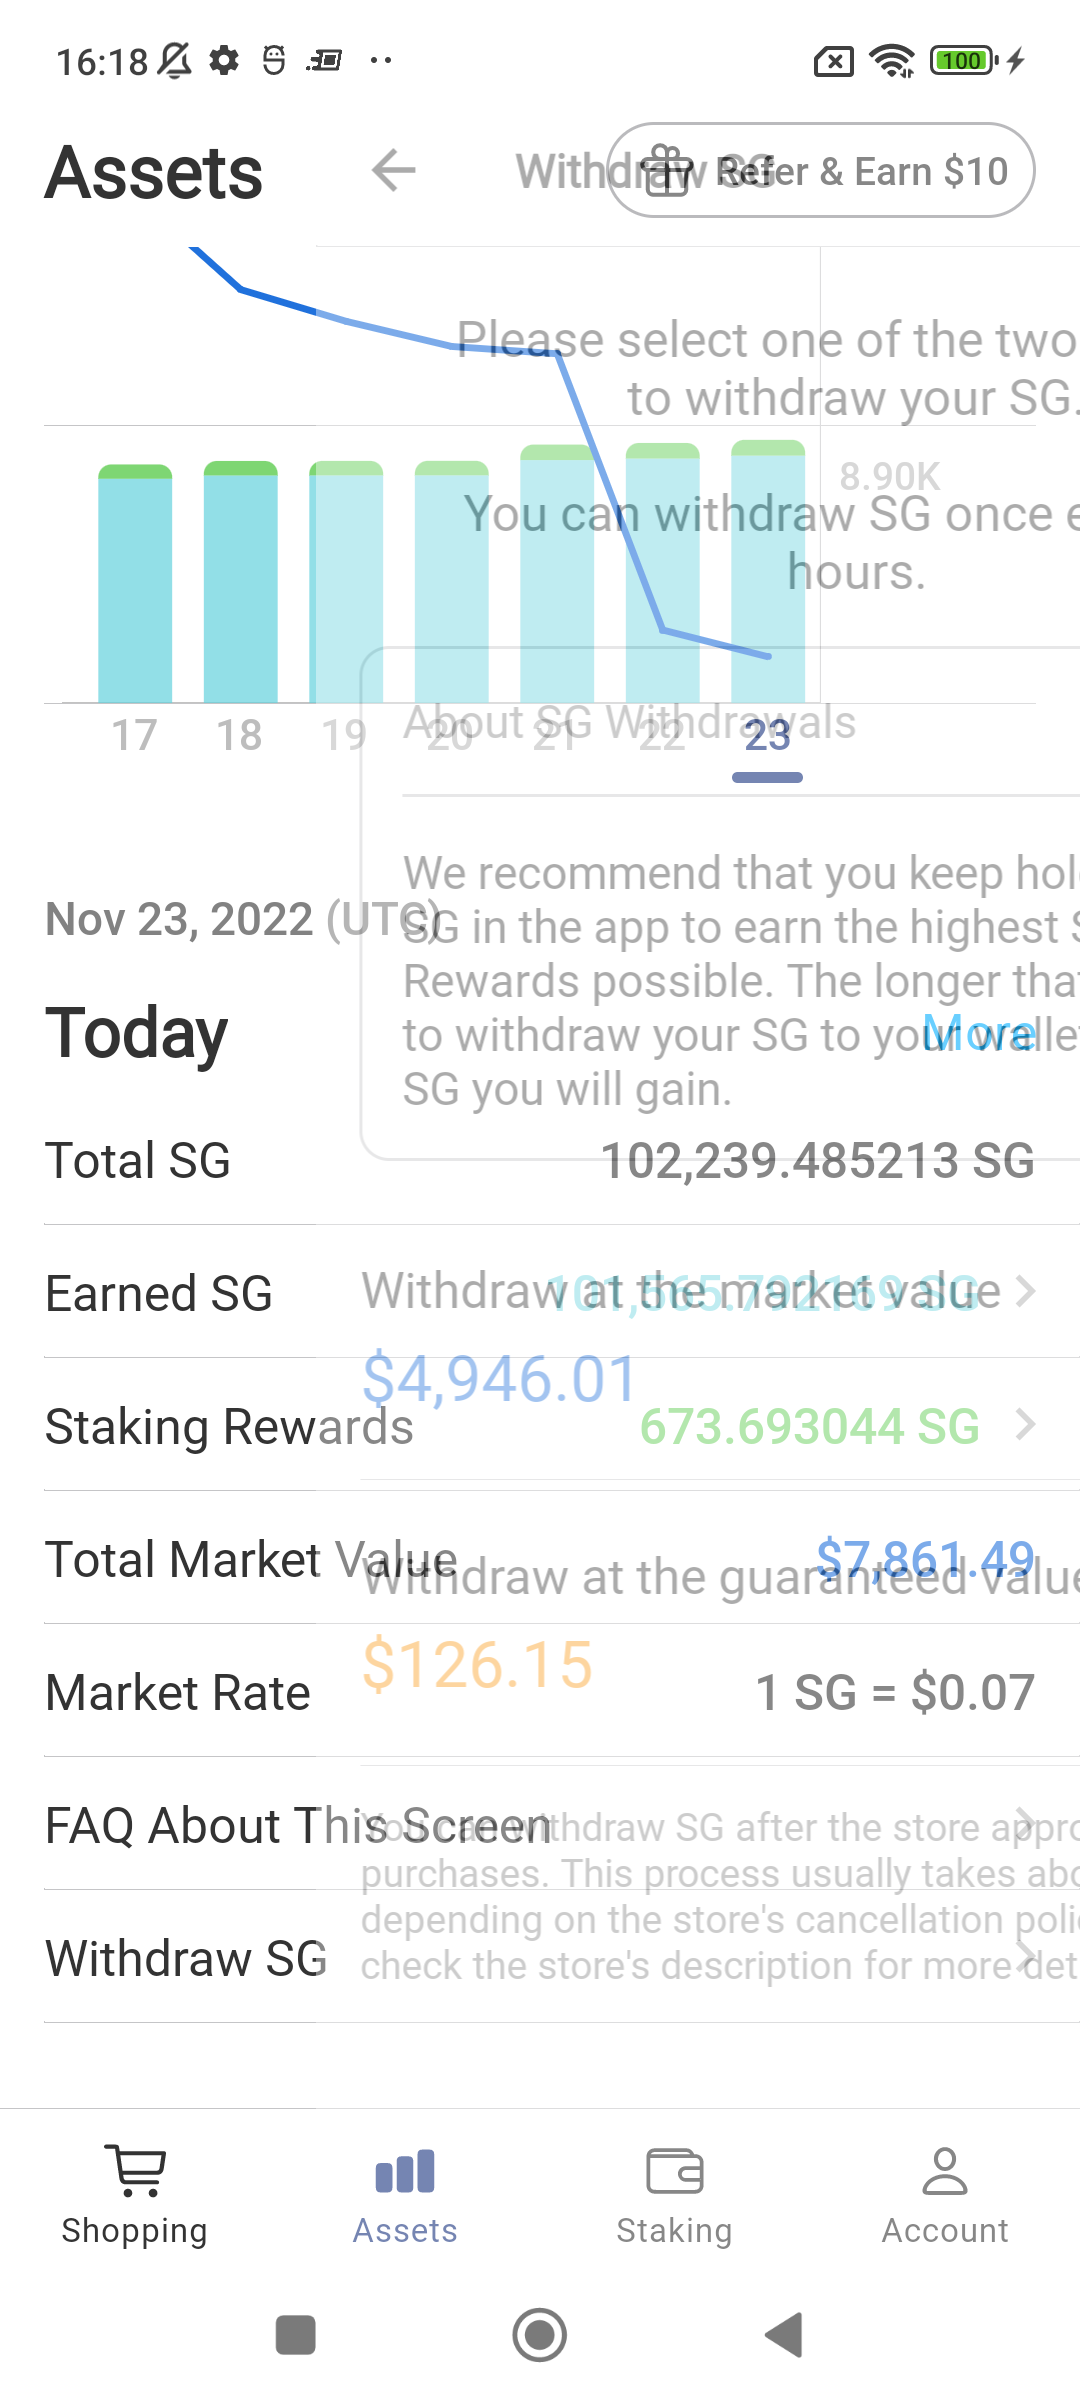 16:18
100
Assets
Withdraw SG
Refer & Earn $10
Please select one of the two
to withdraw your SG.
8.90K
You can withdraw SG once e
hours.
17 18 19 20 21 22 23
About SG Withdrawals
We recommend that you keep hol
Nov 23, 2022 (UTC)
SG in the app to earn the highest S
Rewards possible. The longer tha
Today
More
to withdraw your SG to your walle
SG you will gain.
Total SG
102,239.485213 SG
Earned SG
101,565.792169 SG
Withdraw at the market value
$4,946.01
Staking Rewards
673.693044 SG
Total Market Value
$7,861.49
Withdraw at the guaranteed value
$126.15
Market Rate
1 SG = $0.07
FAQ About This Screen
You can withdraw SG after the store appro
purchases. This process usually takes abo
depending on the store's cancellation poli
Withdraw SG
check the store's description for more det
Shopping
Assets
Staking
Account